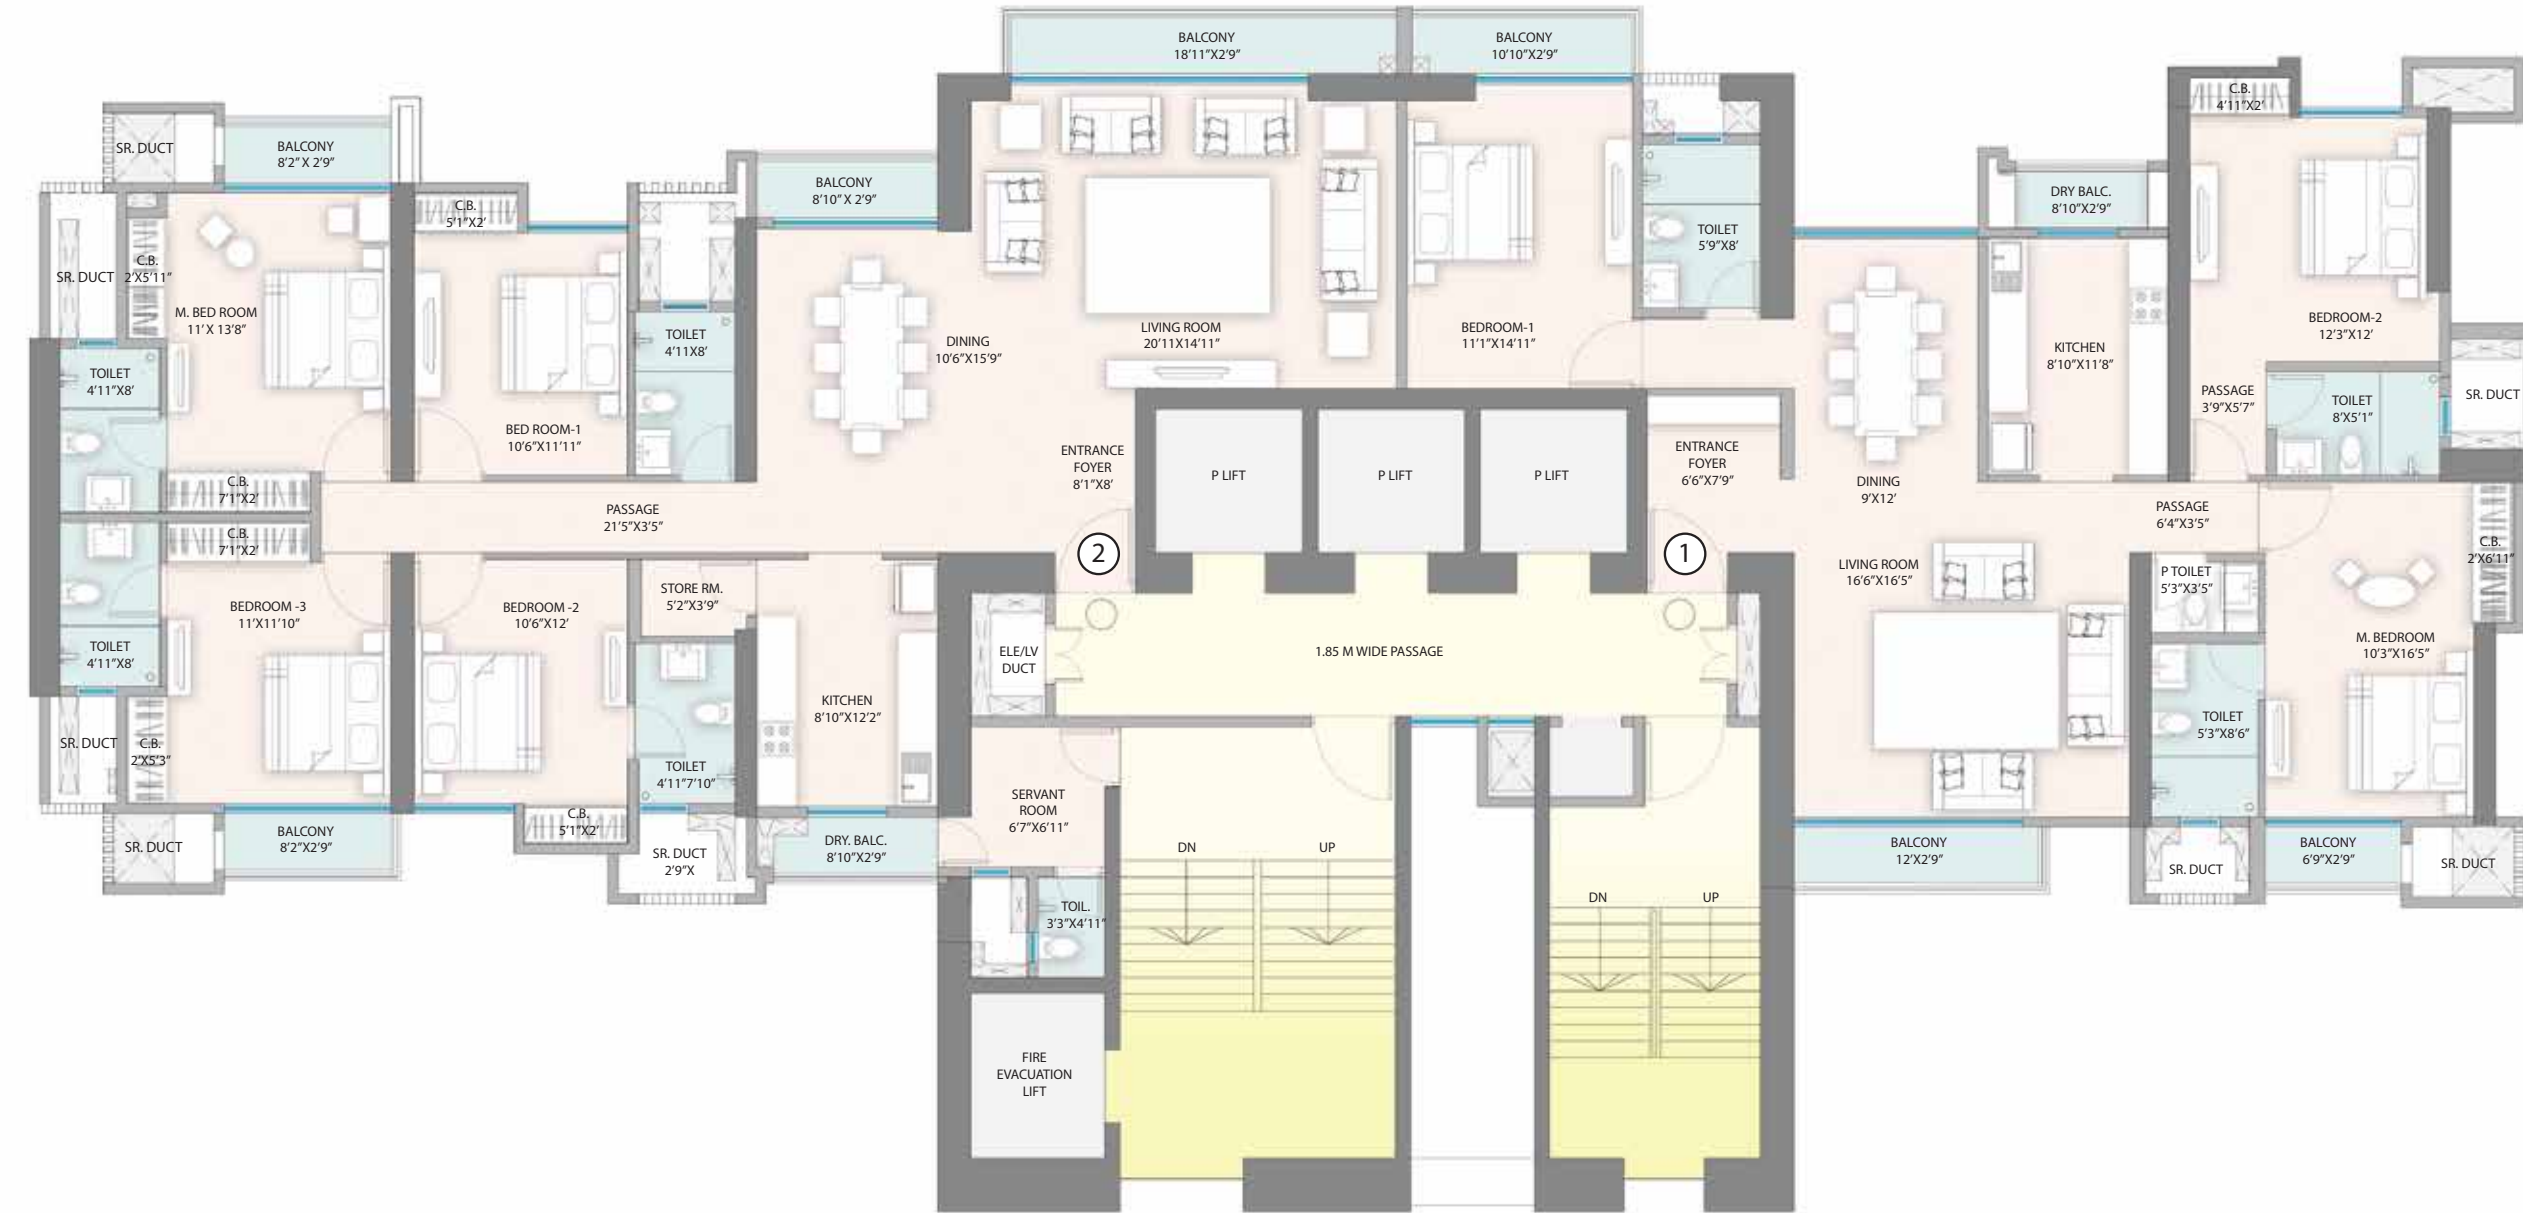 BALCONY
18'11"X2'9"
BALCONY
10'10"X2'9"
C.B.
4'11"X2'
SR. DUCT
BALCONY
8'2" X 2'9"
BALCONY
8'10" X 2'9"
DRY BALC.
8'10"X2'9"
C.B.
5'1"X2'
TOILET
5'9"X8'
SR. DUCT
C.B.
2'X5'11"
M. BED ROOM
11' X 13'8"
TOILET
4'11X8'
DINING
10'6"X15'9"
LIVING ROOM
20'11X14'11"
BEDROOM-1
11'1"X14'11"
KITCHEN
8'10"X11'8"
BEDROOM-2
12'3"X12'
TOILET
4'11"X8'
PASSAGE
3'9"X5'7"
TOILET
8'X5'1"
SR. DUCT
BED ROOM-1
10'6"X11'11"
ENTRANCE
FOYER
8'1"X8'
P LIFT
P LIFT
P LIFT
ENTRANCE
FOYER
6'6"X7'9"
DINING
9'X12'
C.B.
7'1"X2'
PASSAGE
21'5"X3'5"
PASSAGE
6'4"X3'5"
C.B.
7'1"X2'
2
1
C.B.
2'X6'11"
LIVING ROOM
16'6"X16'5"
P TOILET
5'3"X3'5"
STORE RM.
5'2"X3'9"
BEDROOM -3
11'X11'10"
BEDROOM -2
10'6"X12'
TOILET
4'11"X8'
ELE/LV
DUCT
1.85 M WIDE PASSAGE
M. BEDROOM
10'3"X16'5"
KITCHEN
8'10"X12'2"
TOILET
5'3"X8'6"
SR. DUCT
C.B.
2'X5'3"
TOILET
4'11"7'10"
SERVANT
ROOM
6'7"X6'11"
C.B.
5'1"X2'
SR. DUCT
BALCONY
8'2"X2'9"
SR. DUCT
2'9"X
DRY. BALC.
8'10"X2'9"
DN
UP
BALCONY
12'X2'9"
SR. DUCT
BALCONY
6'9"X2'9"
SR. DUCT
TOIL.
3'3"X4'11"
DN
UP
FIRE
EVACUATION
LIFT